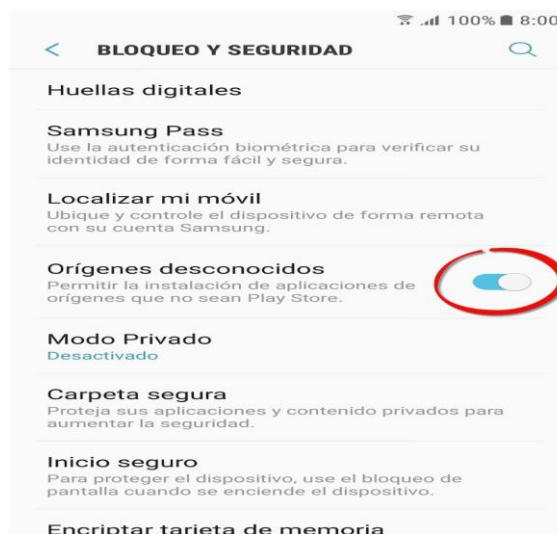 100% 8:00
BLOQUEO Y SEGURIDAD
Huellas digitales
Samsung Pass
Use la autenticación biométrica para verificar su
identidad de forma fácil y segura.
Localizar mi móvil
Ubique y controle el dispositivo de forma remota
con su cuenta Samsung.
Orígenes desconocidos
Permitir la instalación de aplicaciones de
orígenes que no sean Play Store.
Modo Privado
Desactivado
Carpeta segura
Proteja sus aplicaciones y contenido privados para
aumentar la seguridad.
Inicio seguro
Para proteger el dispositivo, use el bloqueo de
pantalla cuando se enciende el dispositivo.
Encriptar tarjeta de memoria